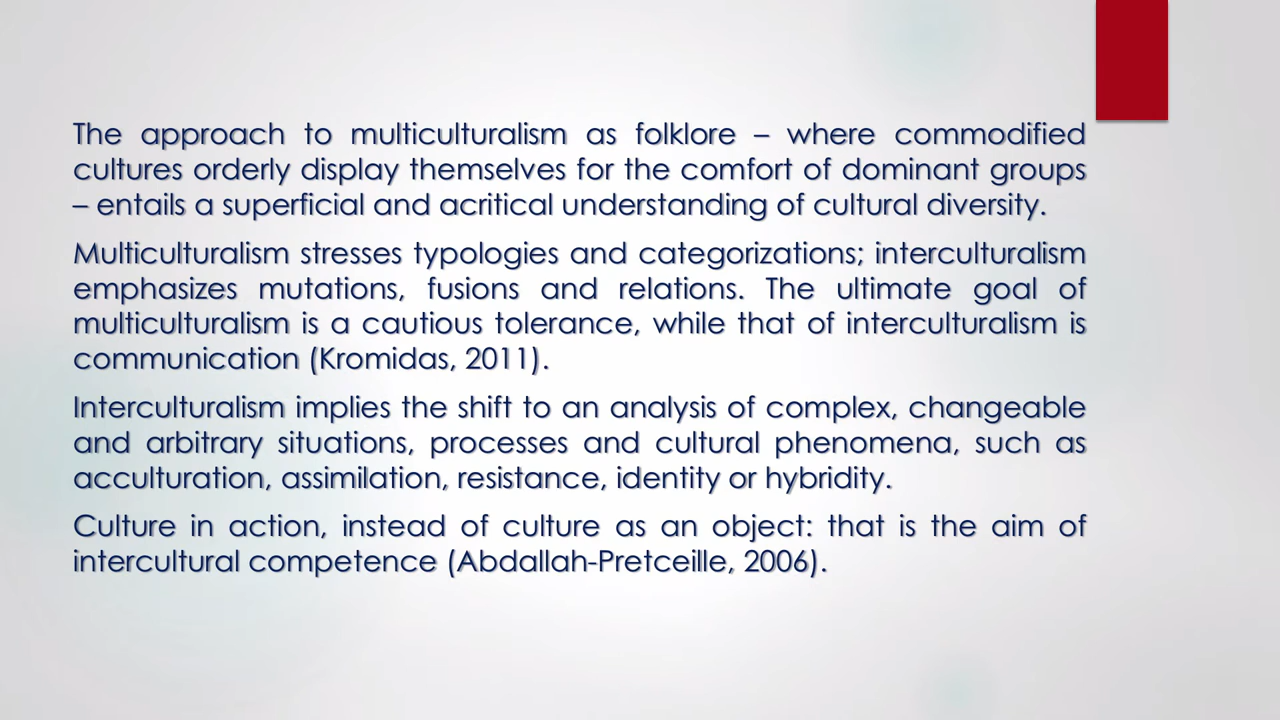 The approach to multiculturalism as folklore – where commodified
cultures orderly display themselves for the comfort of dominant groups
– entails a superficial and acritical understanding of cultural diversity.
Multiculturalism stresses typologies and categorizations; interculturalism
emphasizes mutations, fusions and relations. The ultimate goal of
multiculturalism is a cautious tolerance, while that of interculturalism is
communication (Kromidas, 2011).
Interculturalism implies the shift to an analysis of complex, changeable
and arbitrary situations, processes and cultural phenomena, such as
acculturation, assimilation, resistance, identity or hybridity.
Culture in action, instead of culture as an object: that is the aim of
intercultural competence (Abdallah-Pretceille, 2006).